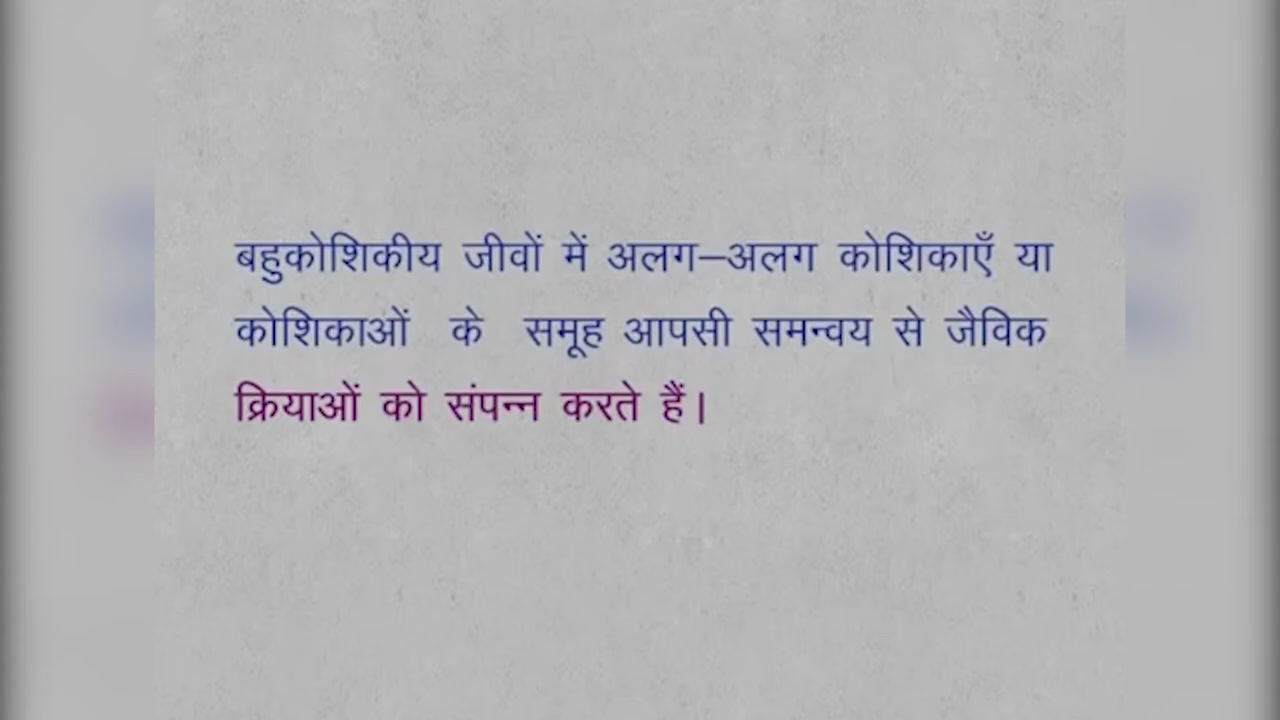 बहुकोशिकीय जीवों में अलग–अलग कोशिकाएँ या
कोशिकाओं के समूह आपसी समन्वय से जैविक
क्रियाओं को संपन्न करते हैं।